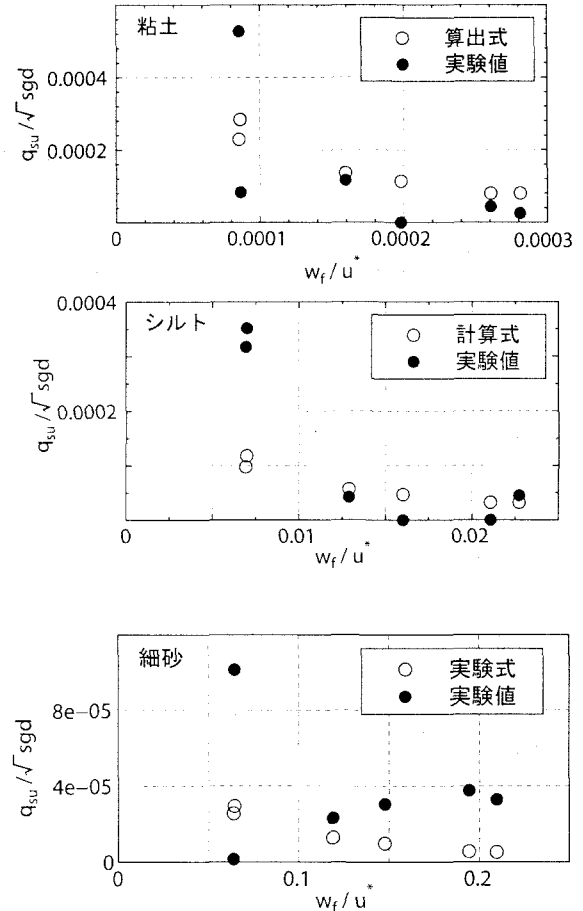 粘土
○ 算出式
● 実験値
0.0004
0.0002
q_su/√sgd
0 0.0001 0.0002 0.0003
w_f/u*
シルト
○ 計算式
● 実験値
0.0004
0.0002
q_su/√sgd
0 0.01 0.02
w_f/u*
細砂
○ 実験式
● 実験値
8e−05
4e−05
0
q_su/√sgd
0 0.1 0.2
w_f/u*